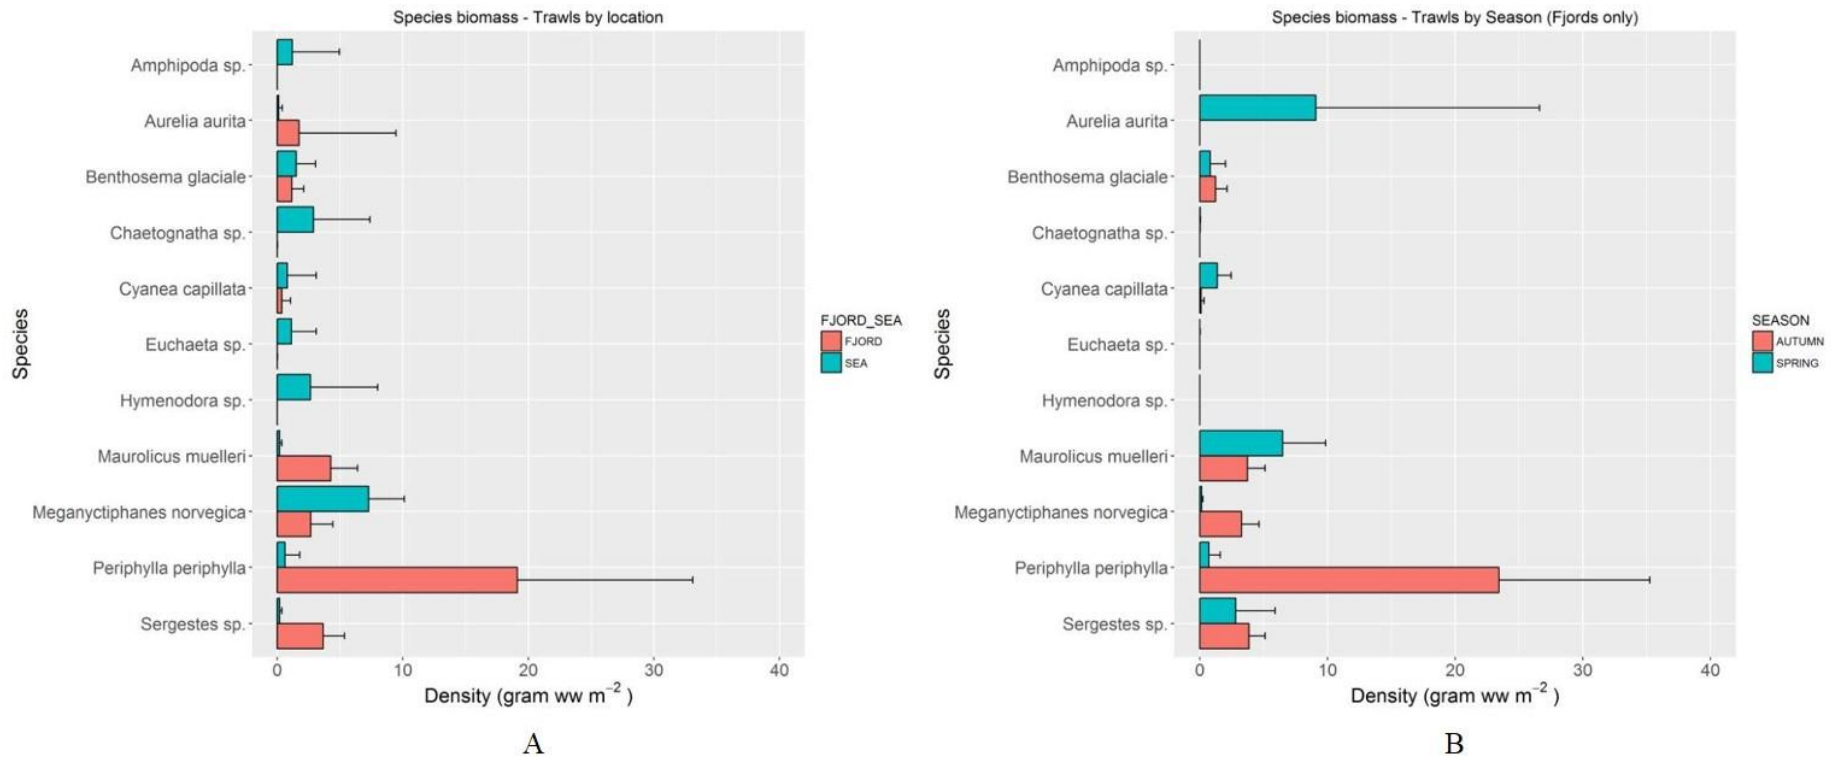 Species biomass - Trawls by location
Species
Amphipoda sp.
Aurelia aurita
Benthosema glaciale
Chaetognatha sp.
Cyanea capillata
Euchaeta sp.
Hymenodora sp.
Maurolicus muelleri
Meganyctiphanes norvegica
Periphylla periphylla
Sergestes sp.
0 10 20 30 40
Density (gram ww m⁻² )
FJORD_SEA
FJORD
SEA
A
Species biomass - Trawls by Season (Fjords only)
Species
Amphipoda sp.
Aurelia aurita
Benthosema glaciale
Chaetognatha sp.
Cyanea capillata
Euchaeta sp.
Hymenodora sp.
Maurolicus muelleri
Meganyctiphanes norvegica
Periphylla periphylla
Sergestes sp.
0 10 20 30 40
Density (gram ww m⁻² )
SEASON
AUTUMN
SPRING
B